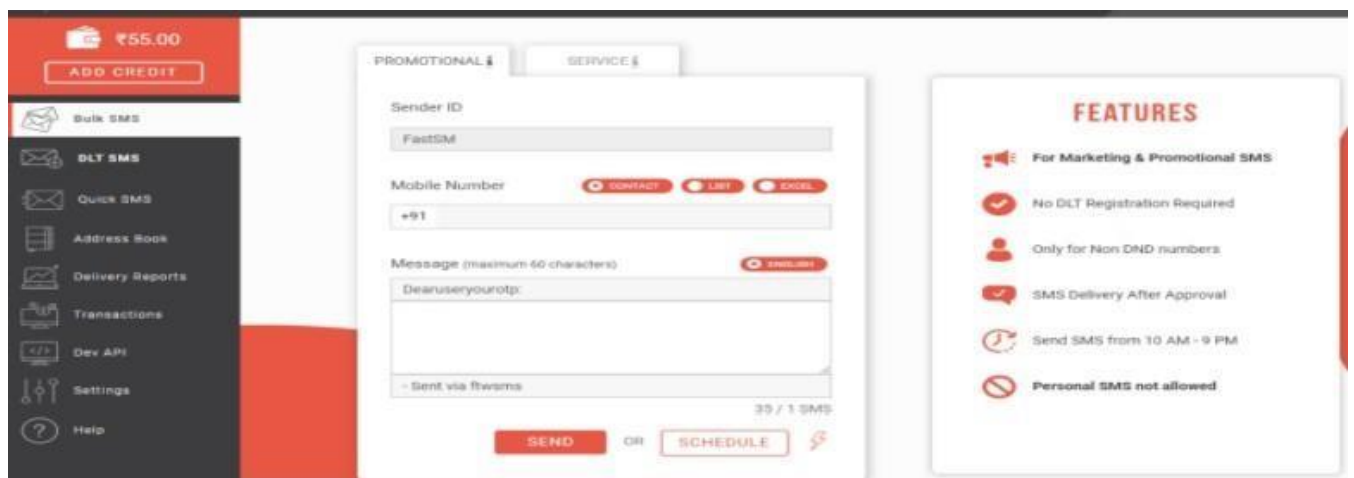 ₹55.00
ADD CREDIT
Bulk SMS
DLT SMS
Quick SMS
Address Book
Delivery Reports
Transactions
Dev API
Settings
Help
PROMOTIONAL
SERVICE
Sender ID
FastSM
Mobile Number
CONTACT
LIST
EXCEL
+91
Message (maximum 60 characters)
ENGLISH
Dearuseryourotp:
- Sent via ftwsms
35 / 1 SMS
SEND OR SCHEDULE
FEATURES
For Marketing & Promotional SMS
No DLT Registration Required
Only for Non DND numbers
SMS Delivery After Approval
Send SMS from 10 AM - 9 PM
Personal SMS not allowed